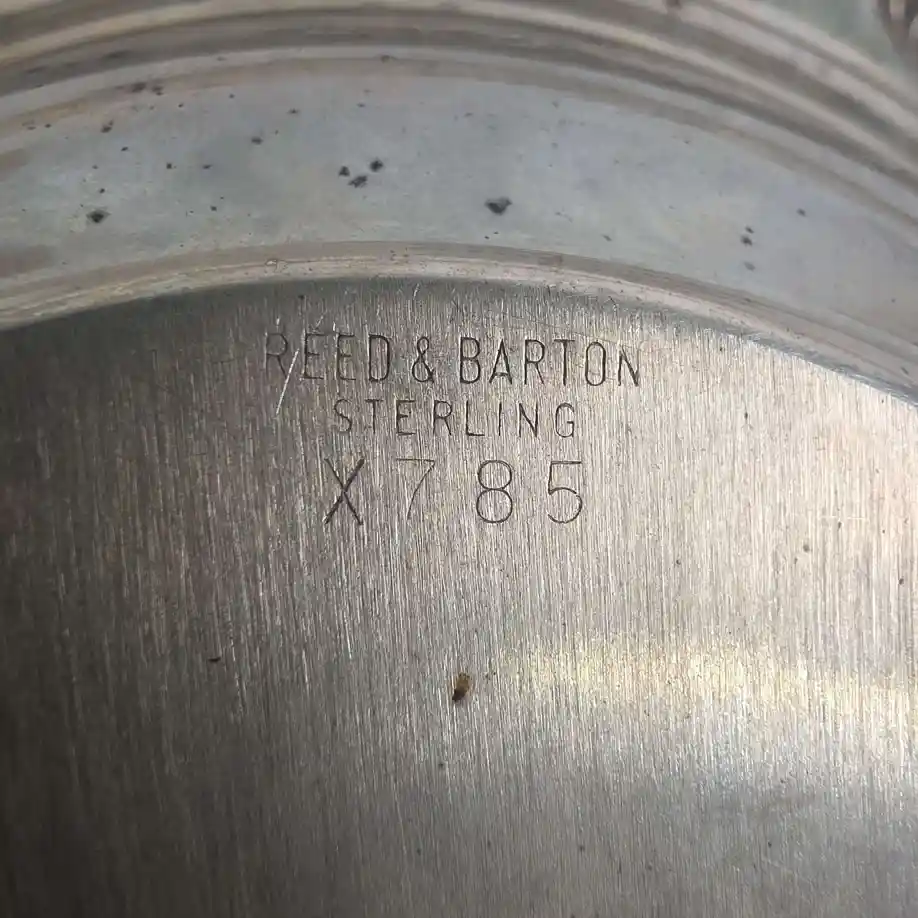 REED & BARTON
STERLING
X785